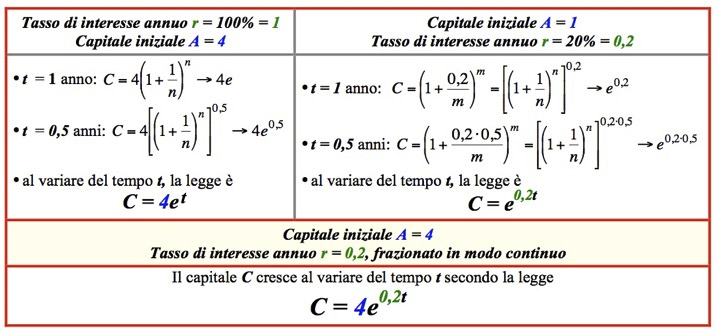 Tasso di interesse annuo r = 100% = 1
Capitale iniziale A = 4
• t = 1 anno: C = 4(1 + 1/n)^n → 4e
• t = 0,5 anni: C = 4[(1 + 1/n)^n]^0,5 → 4e^0,5
• al variare del tempo t, la legge è
C = 4e^t
Capitale iniziale A = 1
Tasso di interesse annuo r = 20% = 0,2
• t = 1 anno: C = (1 + 0,2/m)^m = [(1 + 1/n)^n]^0,2 → e^0,2
• t = 0,5 anni: C = (1 + 0,2·0,5/m)^m = [(1 + 1/n)^n]^0,2·0,5 → e^0,2·0,5
• al variare del tempo t, la legge è
C = e^0,2t
Capitale iniziale A = 4
Tasso di interesse annuo r = 0,2, frazionato in modo continuo
Il capitale C cresce al variare del tempo t secondo la legge
C = 4e^0,2t